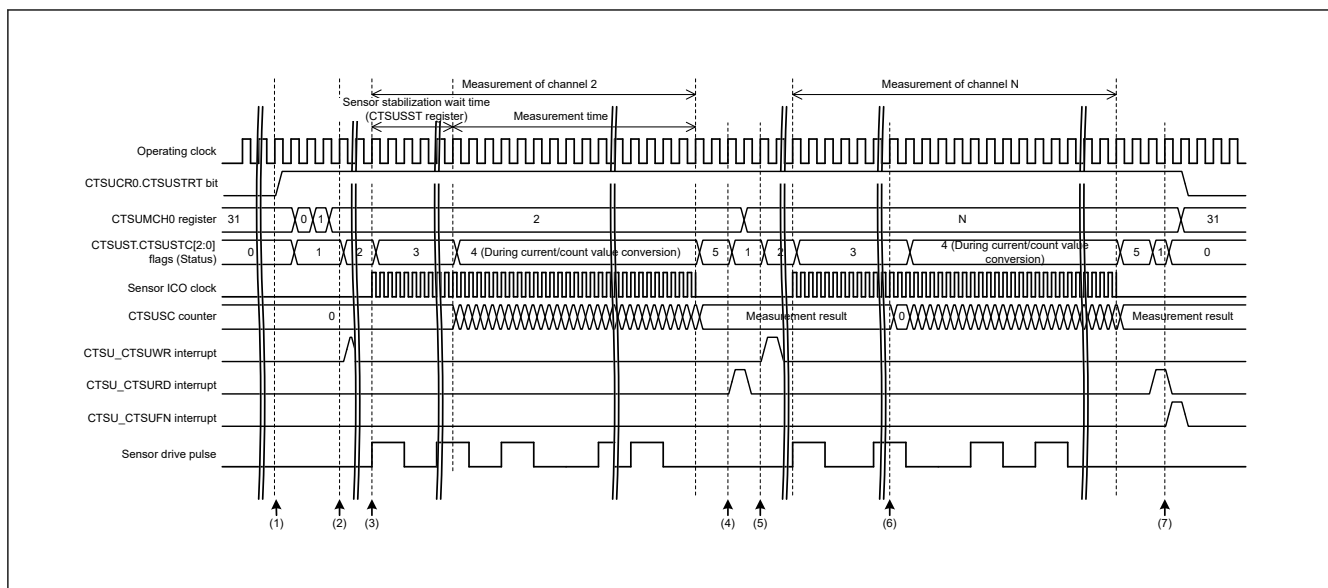 Measurement of channel 2
Measurement of channel N
Sensor stabilization wait time
(CTSUSST register)
Measurement time
Operating clock
CTSUCR0.CTSUSTRT bit
CTSUMCH0 register
31 0 1 2 N 31
CTSUST.CTSUSTC[2:0]
flags (Status)
0 1 2 3 4 (During current/count value conversion) 5 1 2 3 4 (During current/count value
conversion) 5 1 0
Sensor ICO clock
CTSUSC counter
0 Measurement result 0 Measurement result
CTSU_CTSUWR interrupt
CTSU_CTSURD interrupt
CTSU_CTSUFN interrupt
Sensor drive pulse
(1) (2) (3) (4) (5) (6) (7)